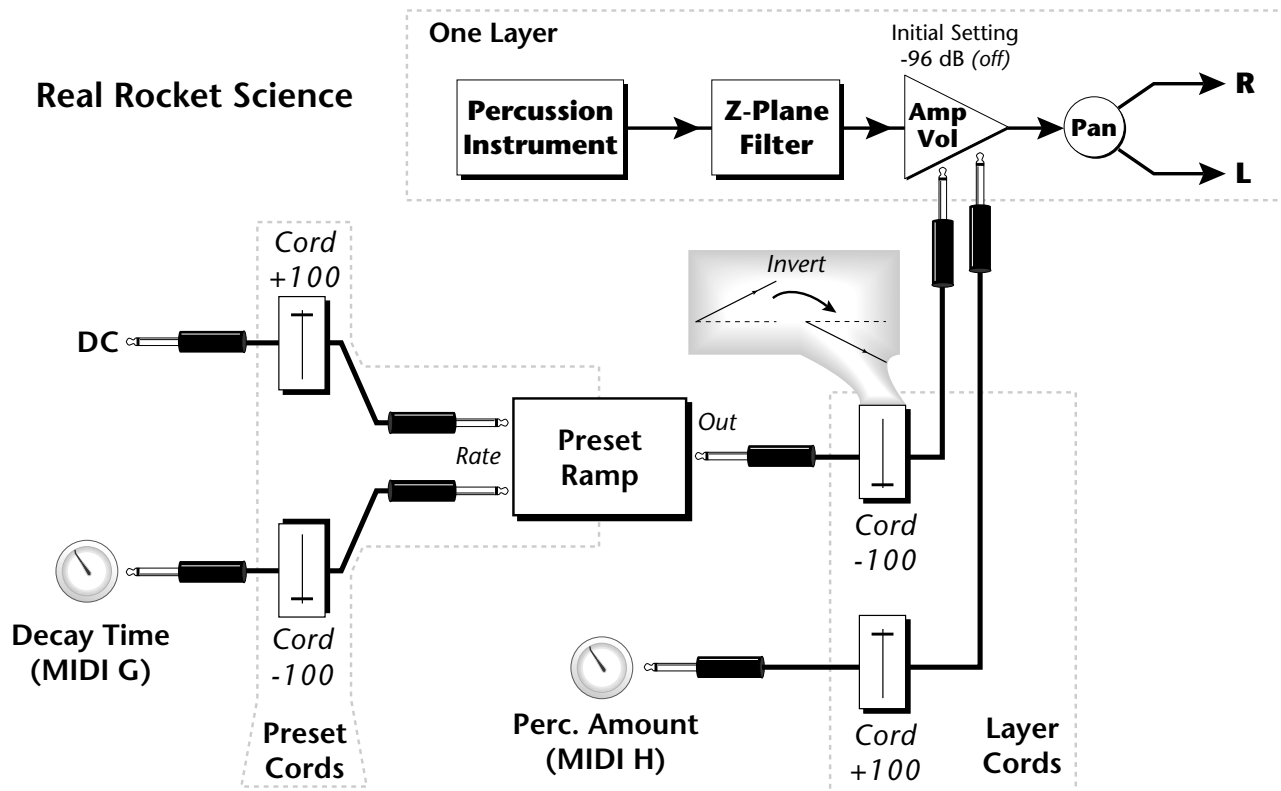 One Layer
Initial Setting
-96 dB (off)
Real Rocket Science
Percussion
Instrument
Z-Plane
Filter
Amp
Vol
Pan
R
L
Cord
+100
Invert
DC
Rate
Preset
Ramp
Out
Cord
-100
Decay Time
(MIDI G)
Cord
-100
Perc. Amount
(MIDI H)
Cord
+100
Preset
Cords
Layer
Cords